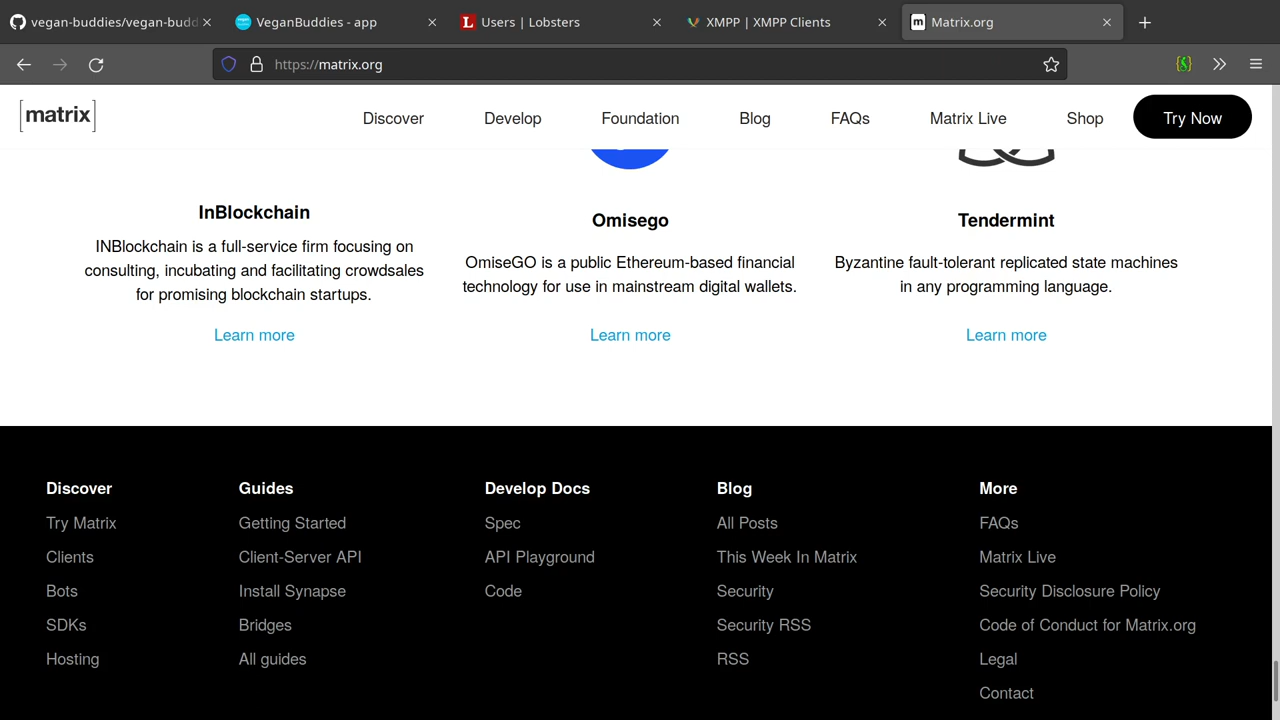 vegan-buddies/vegan-budd
VeganBuddies - app
Users | Lobsters
XMPP | XMPP Clients
Matrix.org
https://matrix.org
[matrix]
Discover
Develop
Foundation
Blog
FAQs
Matrix Live
Shop
Try Now
InBlockchain
INBlockchain is a full-service firm focusing on
consulting, incubating and facilitating crowdsales
for promising blockchain startups.
Learn more
Omisego
OmiseGO is a public Ethereum-based financial
technology for use in mainstream digital wallets.
Learn more
Tendermint
Byzantine fault-tolerant replicated state machines
in any programming language.
Learn more
Discover
Try Matrix
Clients
Bots
SDKs
Hosting
Guides
Getting Started
Client-Server API
Install Synapse
Bridges
All guides
Develop Docs
Spec
API Playground
Code
Blog
All Posts
This Week In Matrix
Security
Security RSS
RSS
More
FAQs
Matrix Live
Security Disclosure Policy
Code of Conduct for Matrix.org
Legal
Contact